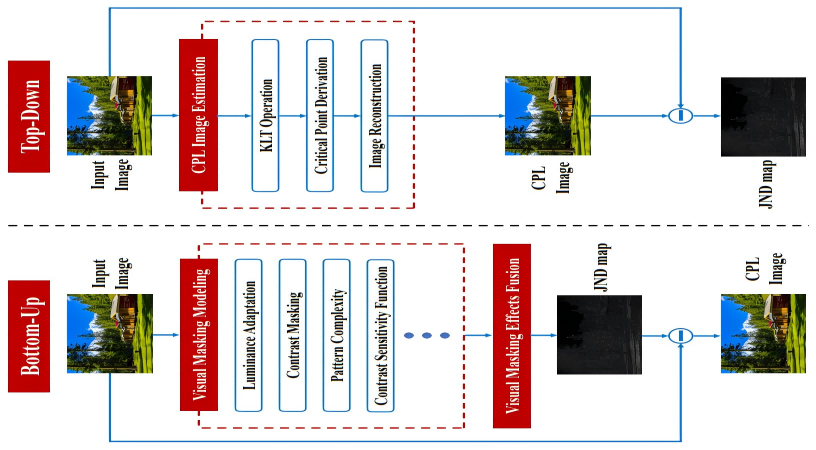 Top-Down
Input
Image
CPL Image Estimation
KLT Operation
Critical Point Derivation
Image Reconstruction
CPL
Image
JND map
Bottom-Up
Input
Image
Visual Masking Modeling
Luminance Adaptation
Contrast Masking
Pattern Complexity
Contrast Sensitivity Function
Visual Masking Effects Fusion
JND map
CPL
Image